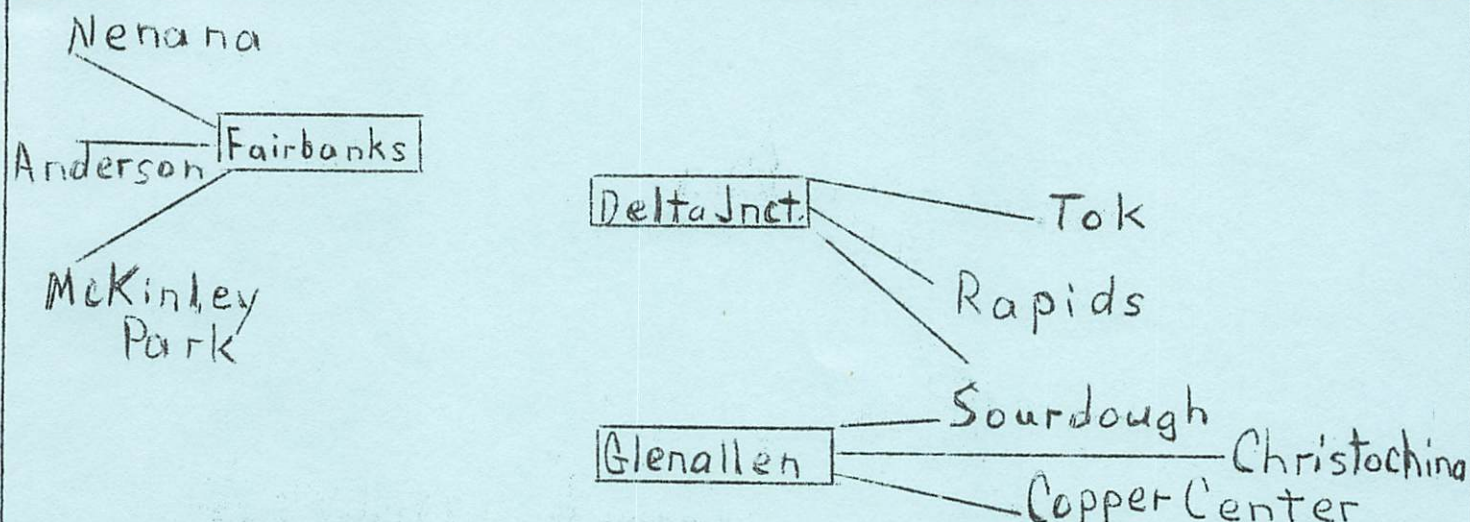 Nenana
Fairbanks
Anderson
McKinley
Park
Delta Jnct.
Tok
Rapids
Sourdough
Glenallen
Christochina
Copper Center